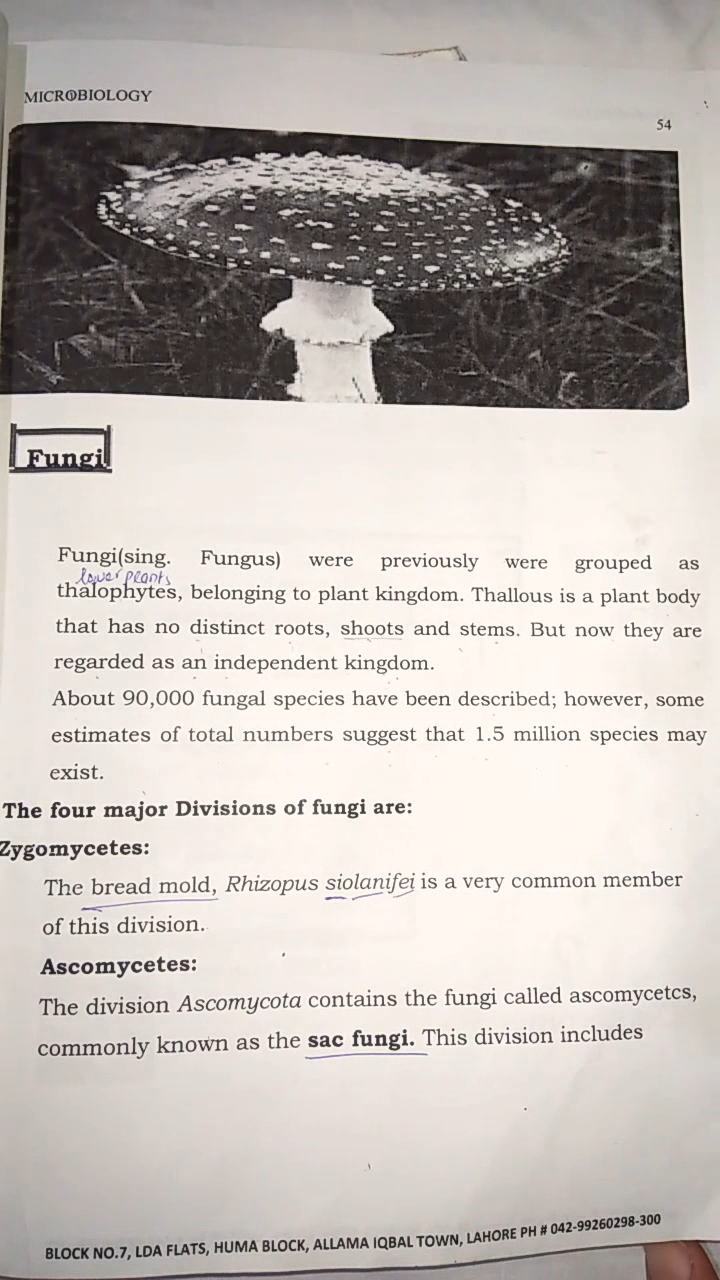 MICROBIOLOGY
54
Fungi
Fungi(sing. Fungus) were previously were grouped as
lower plants
thalophytes, belonging to plant kingdom. Thallous is a plant body
that has no distinct roots, shoots and stems. But now they are
regarded as an independent kingdom.
About 90,000 fungal species have been described; however, some
estimates of total numbers suggest that 1.5 million species may
exist.
The four major Divisions of fungi are:
Zygomycetes:
The bread mold, Rhizopus siolanifei is a very common member
of this division.
Ascomycetes:
The division Ascomycota contains the fungi called ascomycetcs,
commonly known as the sac fungi. This division includes
BLOCK NO.7, LDA FLATS, HUMA BLOCK, ALLAMA IQBAL TOWN, LAHORE PH # 042-99260298-300